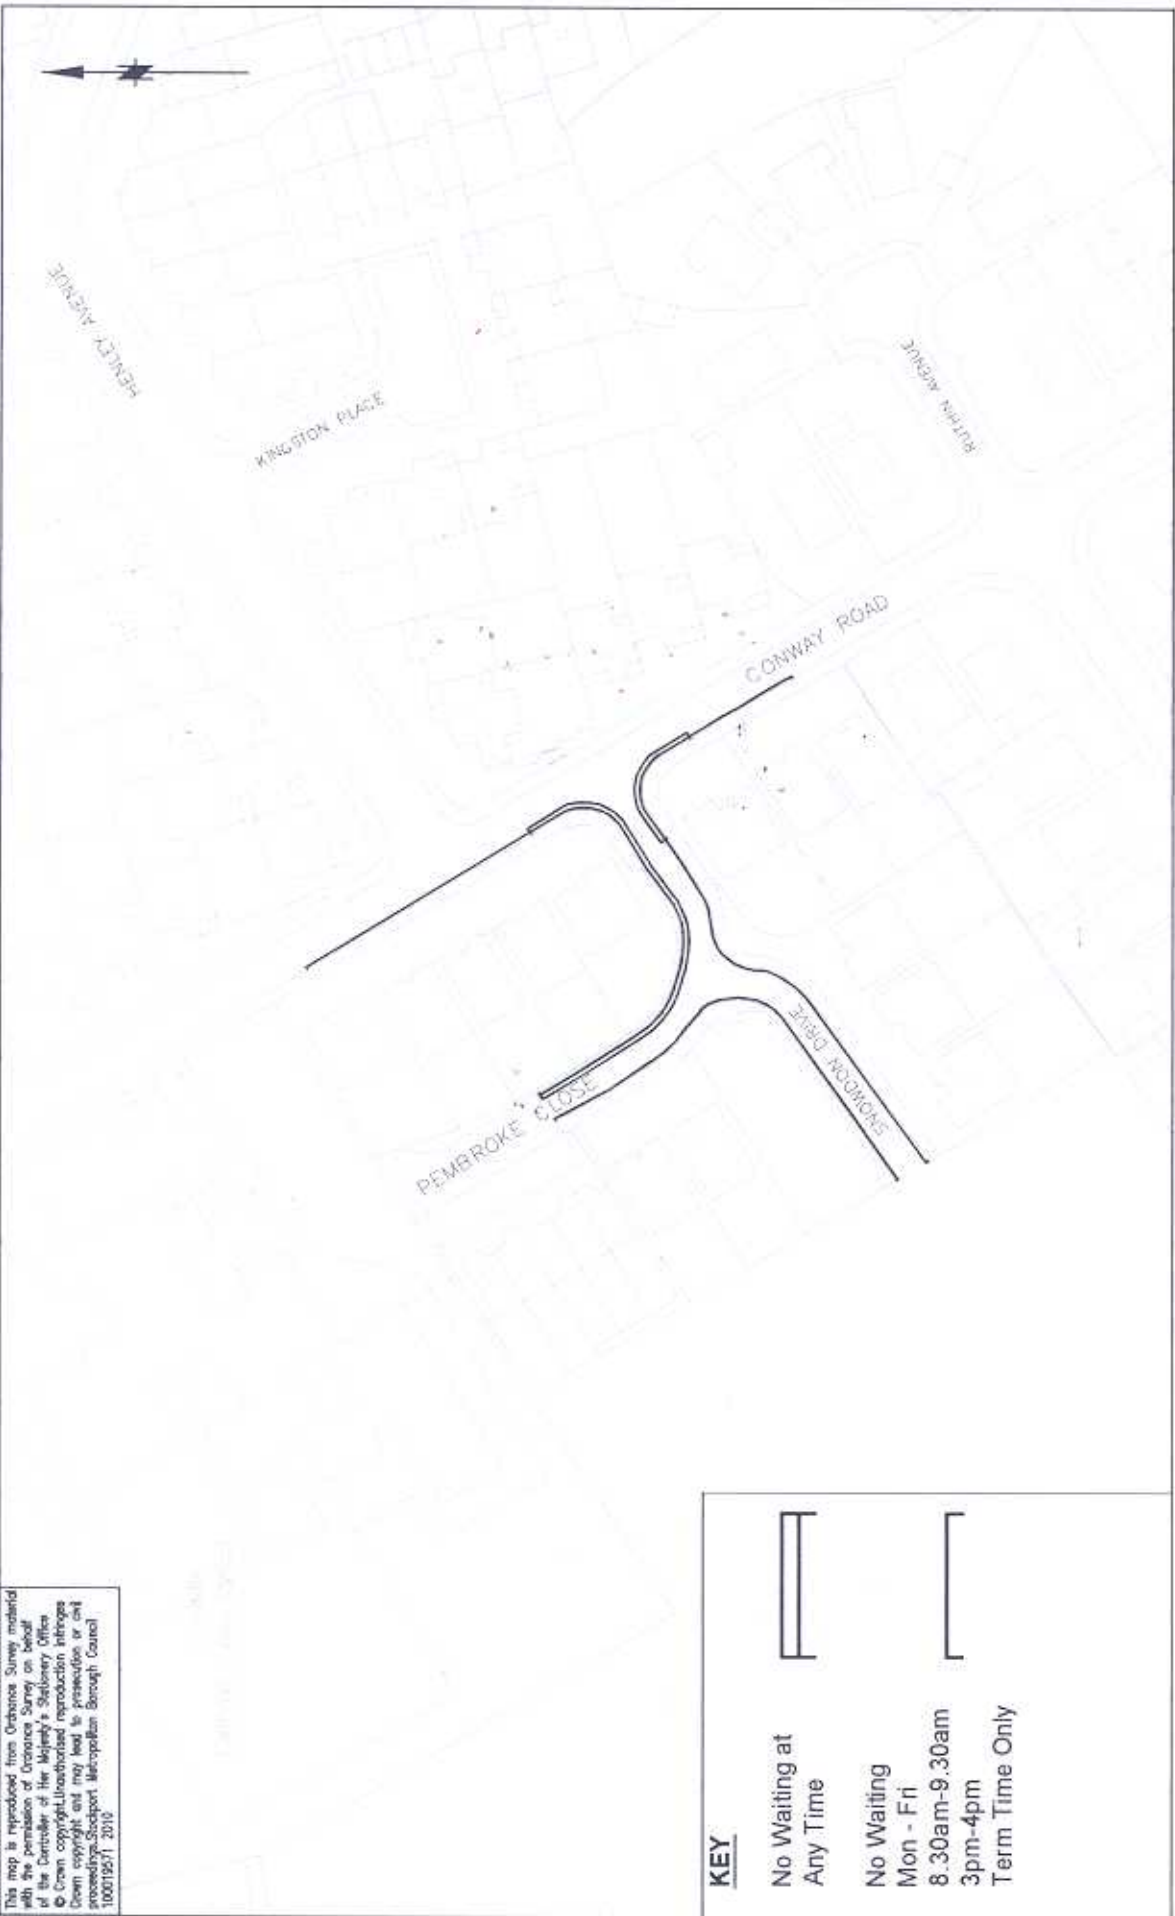 This map is reproduced from Ordnance Survey material
with the permission of Ordnance Survey on behalf
of the Controller of Her Majesty's Stationery Office
© Crown copyright.Unauthorised reproduction infringes
Crown copyright and may lead to prosecution or civil
proceedings.Stockport Metropolitan Borough Council
100019571 2010
HENLEY AVENUE
KINGSTON PLACE
RUTHIN AVENUE
CONWAY ROAD
PEMBROKE CLOSE
SNOWDON DRIVE
KEY
No Waiting at
Any Time
No Waiting
Mon - Fri
8.30am-9.30am
3pm-4pm
Term Time Only